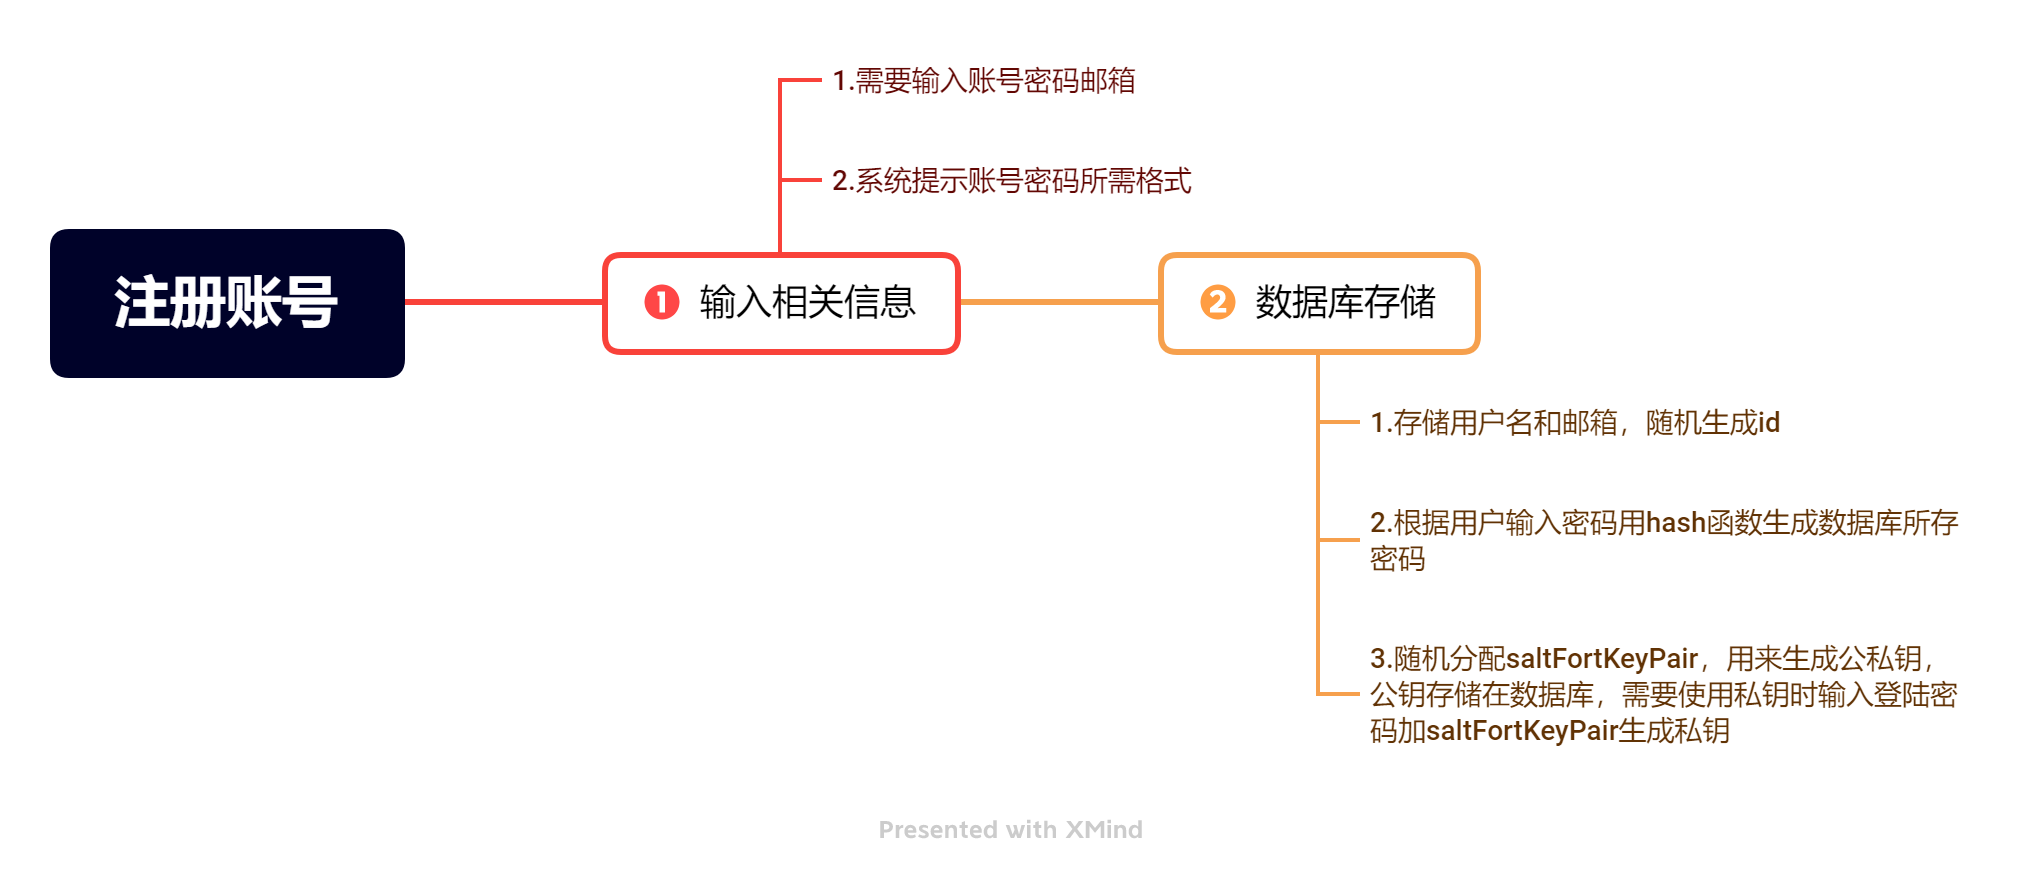 注册账号
❶ 输入相关信息
1.需要输入账号密码邮箱
2.系统提示账号密码所需格式
❷ 数据库存储
1.存储用户名和邮箱，随机生成id
2.根据用户输入密码用hash函数生成数据库所存
密码
3.随机分配saltFortKeyPair，用来生成公私钥，
公钥存储在数据库，需要使用私钥时输入登陆密
码加saltFortKeyPair生成私钥
Presented with XMind